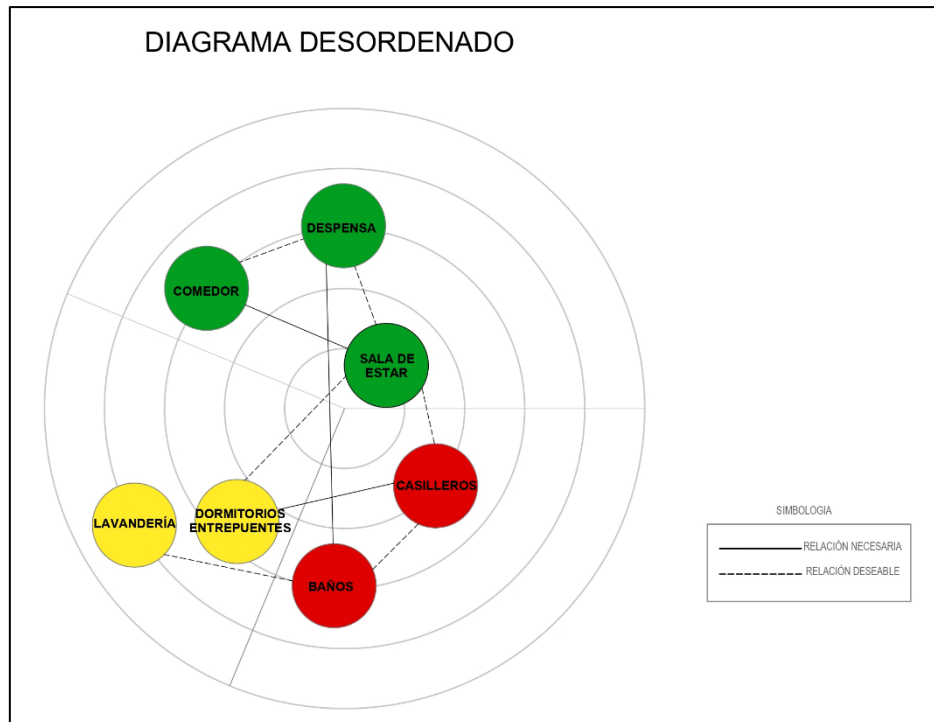 DIAGRAMA DESORDENADO
DESPENSA
COMEDOR
SALA DE
ESTAR
CASILLEROS
DORMITORIOS
ENTREPUENTES
LAVANDERÍA
BAÑOS
SIMBOLOGIA
RELACIÓN NECESARIA
RELACIÓN DESEABLE